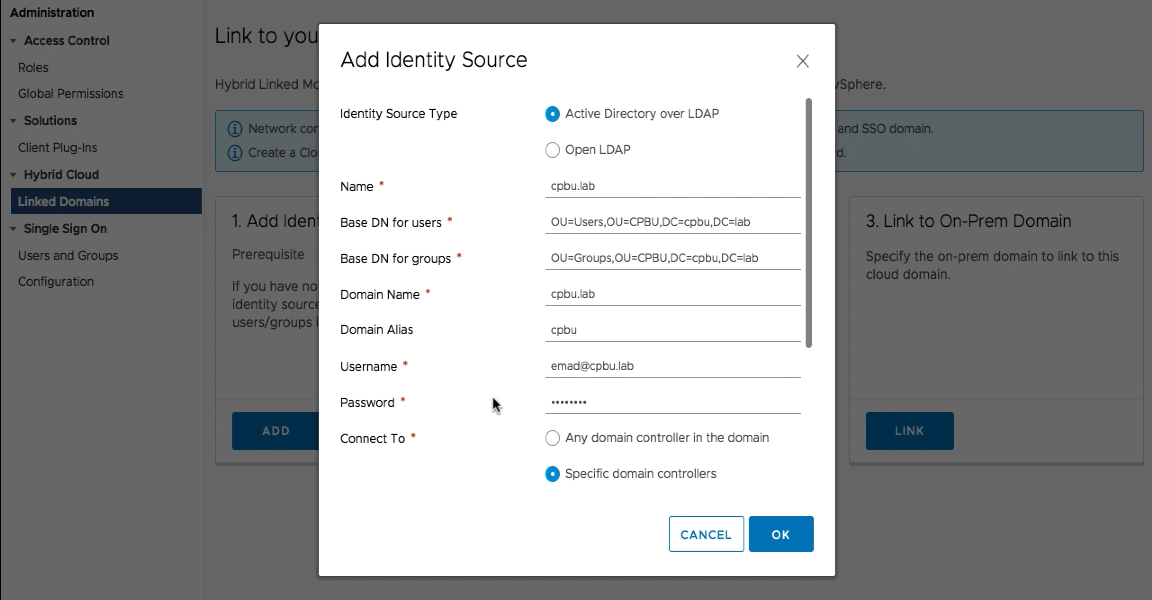 Administration
Access Control
Roles
Global Permissions
Solutions
Client Plug-Ins
Hybrid Cloud
Linked Domains
Single Sign On
Users and Groups
Configuration
Link to you
Hybrid Linked Mo
vSphere.
Network con
and SSO domain.
Create a Clou
d.
1. Add Ident
Prerequisite
If you have no
identity source
users/groups i
ADD
Add Identity Source
Identity Source Type
Active Directory over LDAP
Open LDAP
Name *
cpbu.lab
Base DN for users *
OU=Users,OU=CPBU,DC=cpbu,DC=lab
Base DN for groups *
OU=Groups,OU=CPBU,DC=cpbu,DC=lab
Domain Name *
cpbu.lab
Domain Alias
cpbu
Username *
emad@cpbu.lab
Password *
••••••••
Connect To *
Any domain controller in the domain
Specific domain controllers
CANCEL
OK
3. Link to On-Prem Domain
Specify the on-prem domain to link to this
cloud domain.
LINK